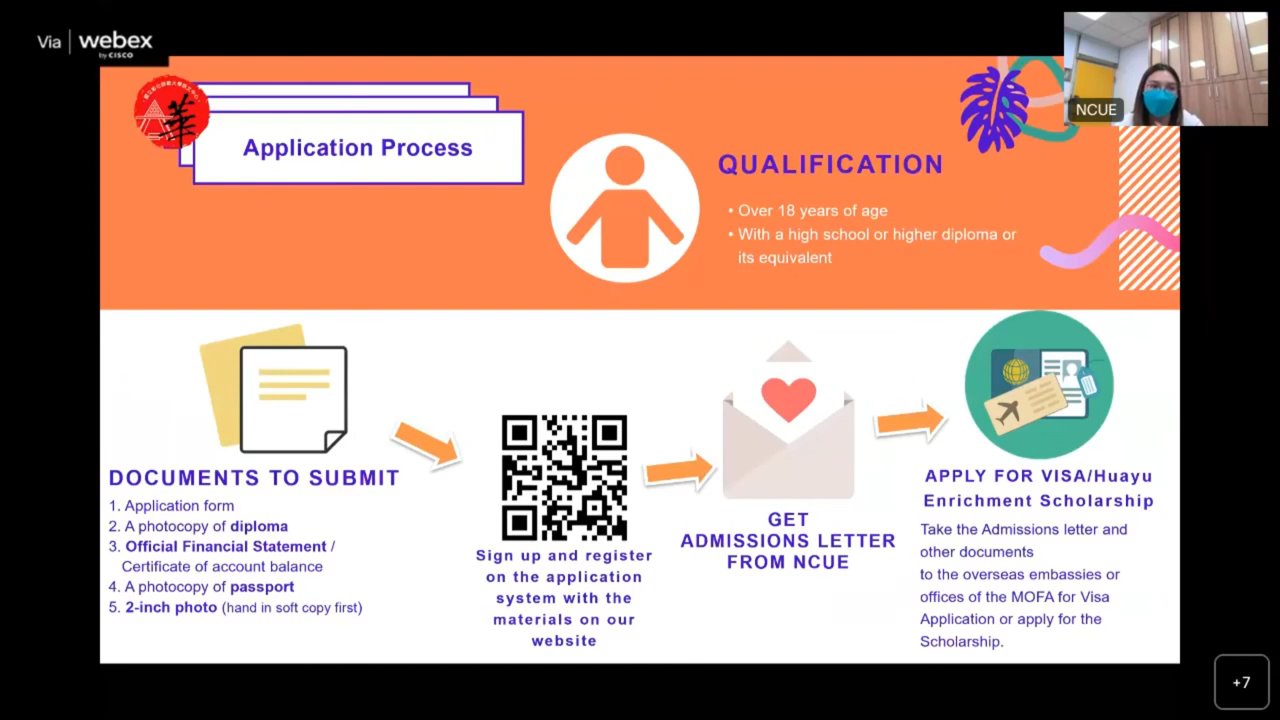 Via | webex
by CISCO
NCUE
華
Application Process
QUALIFICATION
• Over 18 years of age
• With a high school or higher diploma or
its equivalent
DOCUMENTS TO SUBMIT
1. Application form
2. A photocopy of diploma
3. Official Financial Statement /
Certificate of account balance
4. A photocopy of passport
5. 2-inch photo (hand in soft copy first)
Sign up and register
on the application
system with the
materials on our
website
GET
ADMISSIONS LETTER
FROM NCUE
APPLY FOR VISA/Huayu
Enrichment Scholarship
Take the Admissions letter and
other documents
to the overseas embassies or
offices of the MOFA for Visa
Application or apply for the
Scholarship.
+7